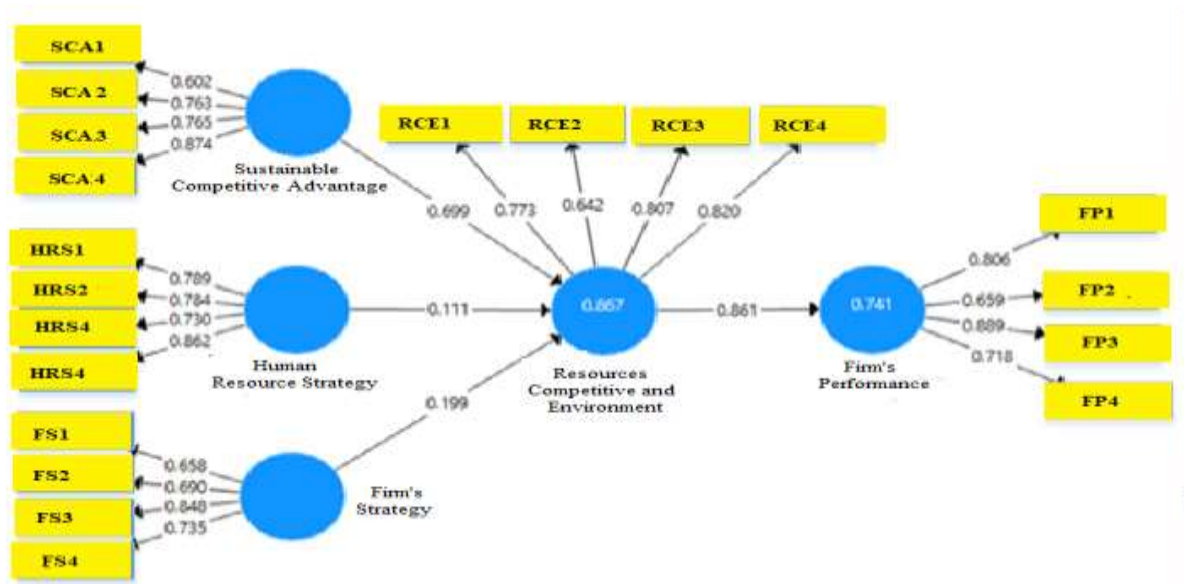 SCA1
SCA 2
SCA 3
SCA 4
0.602
0.763
0.765
0.874
Sustainable
Competitive Advantage
RCE1
RCE2
RCE3
RCE4
0.699
0.773
0.642
0.807
0.820
HRS1
HRS2
HRS4
HRS4
0.789
0.784
0.730
0.862
Human
Resource Strategy
0.111
0.867
Resources
Competitive and
Environment
0.861
0.741
Firm's
Performance
FP1
FP2
FP3
FP4
0.806
0.659
0.889
0.718
FS1
FS2
FS3
FS4
0.658
0.690
0.848
0.735
Firm's
Strategy
0.199